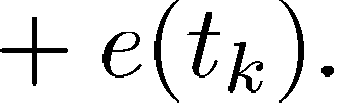 + e(t_k).